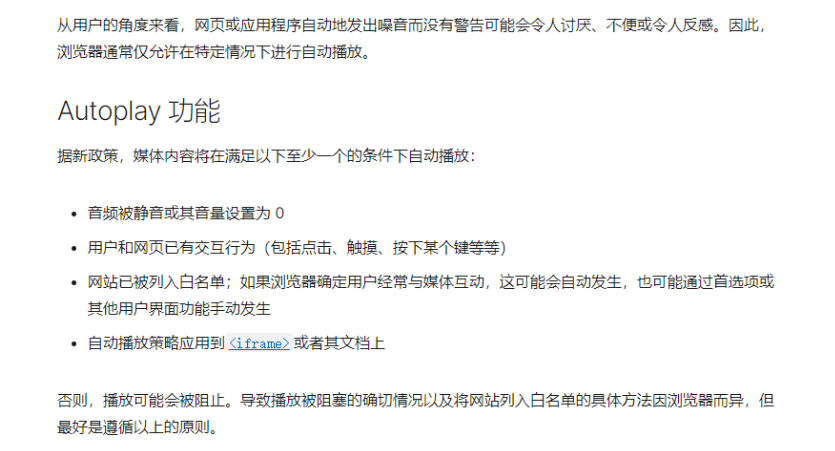 从用户的角度来看，网页或应用程序自动地发出噪音而没有警告可能会令人讨厌、不便或令人反感。因此，
浏览器通常仅允许在特定情况下进行自动播放。
Autoplay 功能
据新政策，媒体内容将在满足以下至少一个的条件下自动播放：
• 音频被静音或其音量设置为 0
• 用户和网页已有交互行为（包括点击、触摸、按下某个键等等）
• 网站已被列入白名单；如果浏览器确定用户经常与媒体互动，这可能会自动发生，也可能通过首选项或
其他用户界面功能手动发生
• 自动播放策略应用到<iframe>或者其文档上
否则，播放可能会被阻止。导致播放被阻塞的确切情况以及将网站列入白名单的具体方法因浏览器而异，但
最好是遵循以上的原则。